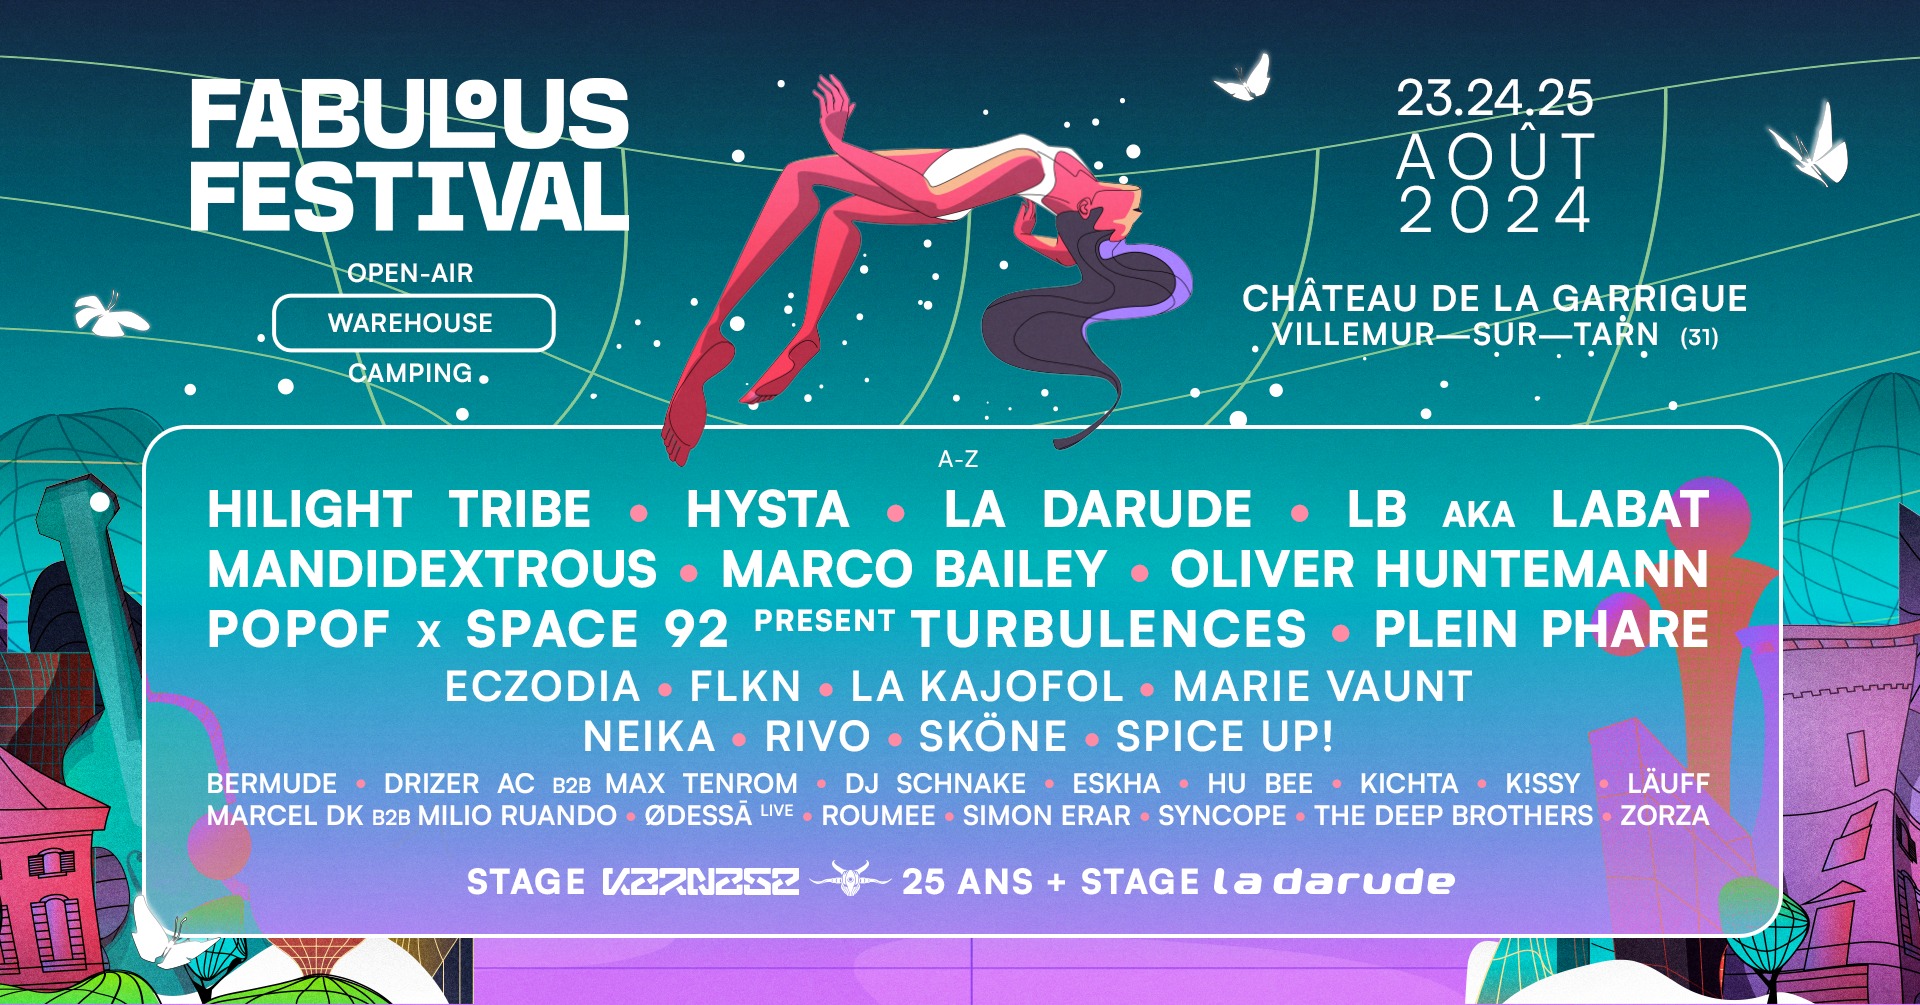 FABULOUS
FESTIVAL
OPEN-AIR
WAREHOUSE
CAMPING
23.24.25
AOÛT
2024
CHÂTEAU DE LA GARRIGUE
VILLEMUR—SUR—TARN (31)
A-Z
HILIGHT TRIBE • HYSTA • LA DARUDE • LB AKA LABAT
MANDIDEXTROUS • MARCO BAILEY • OLIVER HUNTEMANN
POPOF x SPACE 92 PRESENT TURBULENCES • PLEIN PHARE
ECZODIA • FLKN • LA KAJOFOL • MARIE VAUNT
NEIKA • RIVO • SKÖNE • SPICE UP!
BERMUDE • DRIZER AC B2B MAX TENROM • DJ SCHNAKE • ESKHA • HU BEE • KICHTA • K!SSY • LÄUFF
MARCEL DK B2B MILIO RUANDO • ØDESSĀ LIVE • ROUMEE • SIMON ERAR • SYNCOPE • THE DEEP BROTHERS • ZORZA
STAGE 25 ANS + STAGE la darude